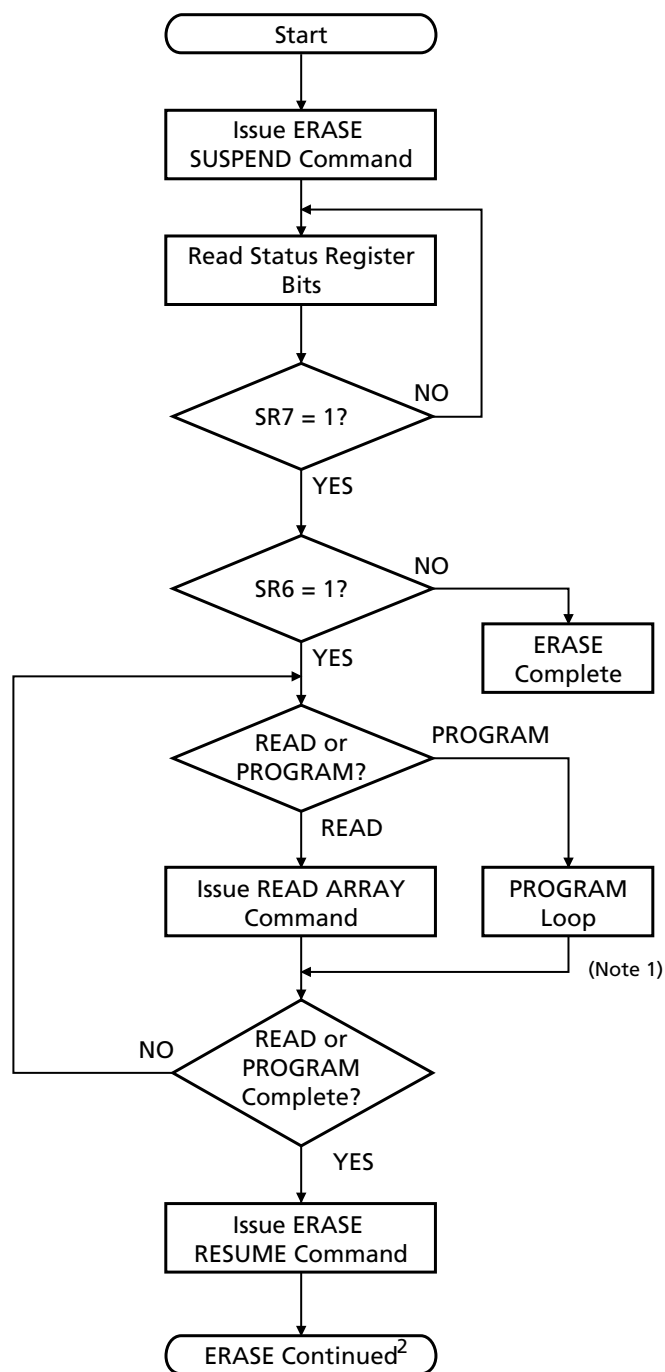 Start
Issue ERASE
SUSPEND Command
Read Status Register
Bits
NO
SR7 = 1?
YES
NO
SR6 = 1?
YES
ERASE
Complete
READ or
PROGRAM?
PROGRAM
READ
Issue READ ARRAY
Command
PROGRAM
Loop
(Note 1)
NO
READ or
PROGRAM
Complete?
YES
Issue ERASE
RESUME Command
ERASE Continued²